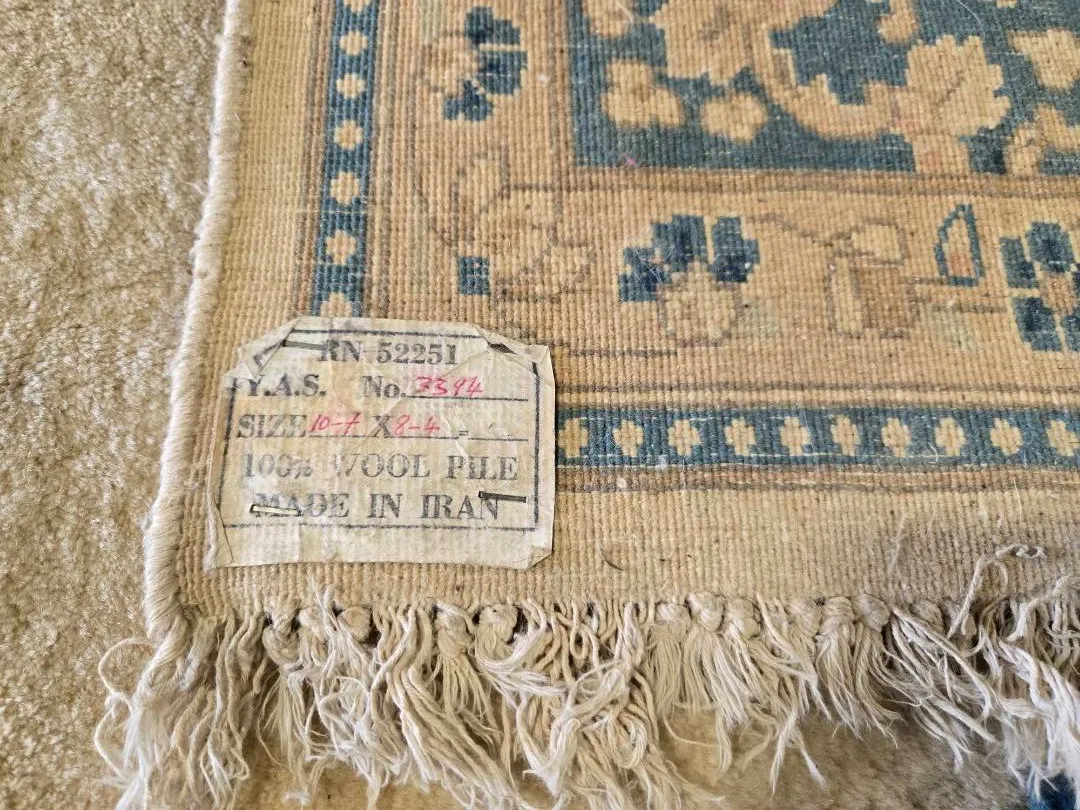 RN 52251
Y.A.S. No. 3394
SIZE 10-7 X 8-4
100% WOOL PILE
MADE IN IRAN